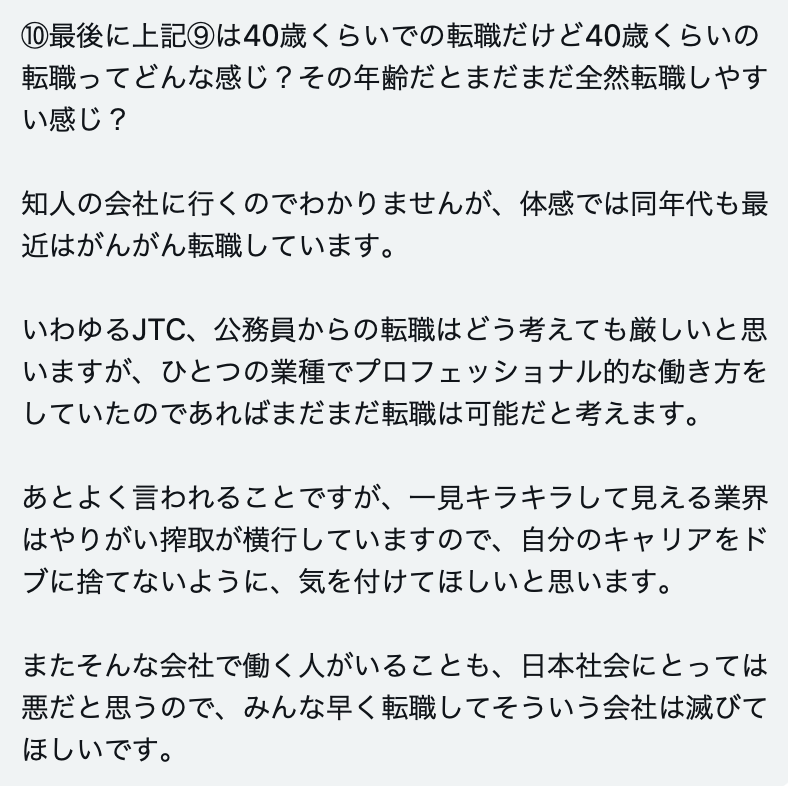 ⑩最後に上記⑨は40歳くらいでの転職だけど40歳くらいの
転職ってどんな感じ？その年齢だとまだまだ全然転職しやす
い感じ？
知人の会社に行くのでわかりませんが、体感では同年代も最
近はがんがん転職しています。
いわゆるJTC、公務員からの転職はどう考えても厳しいと思
いますが、ひとつの業種でプロフェッショナル的な働き方を
していたのであればまだまだ転職は可能だと考えます。
あとよく言われることですが、一見キラキラして見える業界
はやりがい搾取が横行していますので、自分のキャリアをド
ブに捨てないように、気を付けてほしいと思います。
またそんな会社で働く人がいることも、日本社会にとっては
悪だと思うので、みんな早く転職してそういう会社は滅びて
ほしいです。